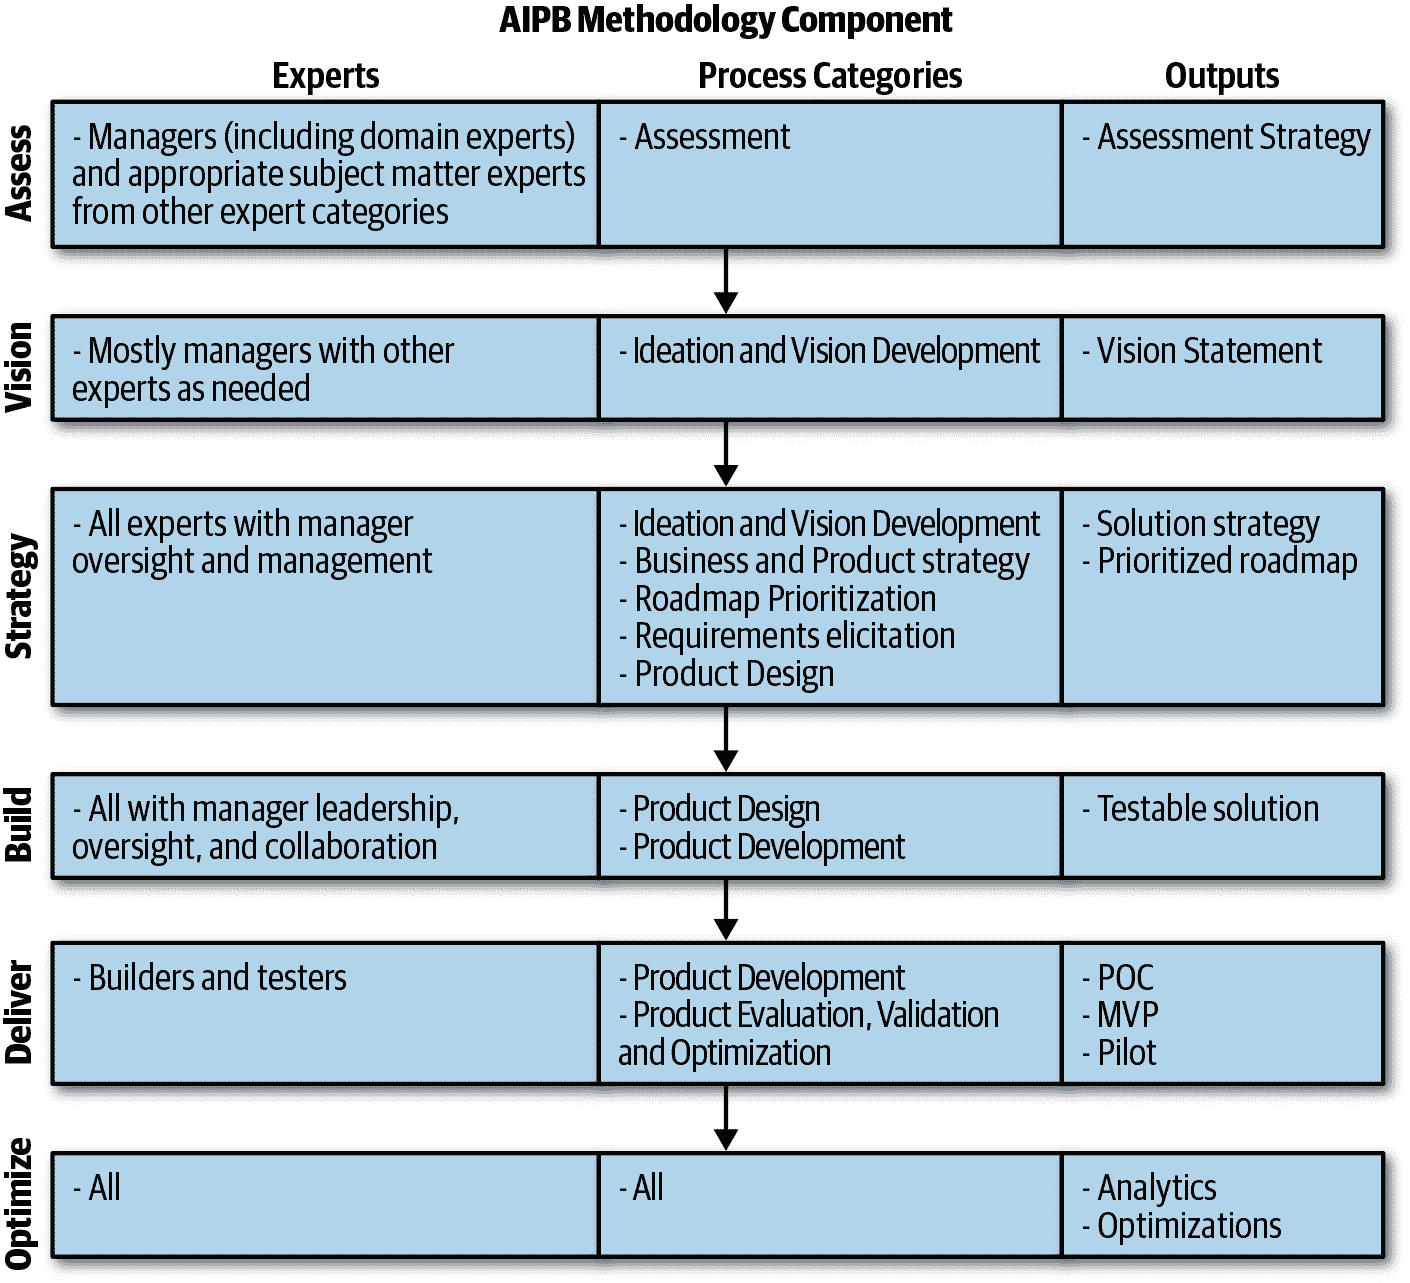 AIPB Methodology Component
Experts
Process Categories
Outputs
Assess
- Managers (including domain experts)
and appropriate subject matter experts
from other expert categories
- Assessment
- Assessment Strategy
Vision
- Mostly managers with other
experts as needed
- Ideation and Vision Development
- Vision Statement
Strategy
- All experts with manager
oversight and management
- Ideation and Vision Development
- Business and Product strategy
- Roadmap Prioritization
- Requirements elicitation
- Product Design
- Solution strategy
- Prioritized roadmap
Build
- All with manager leadership,
oversight, and collaboration
- Product Design
- Product Development
- Testable solution
Deliver
- Builders and testers
- Product Development
- Product Evaluation, Validation
and Optimization
- POC
- MVP
- Pilot
Optimize
- All
- All
- Analytics
- Optimizations